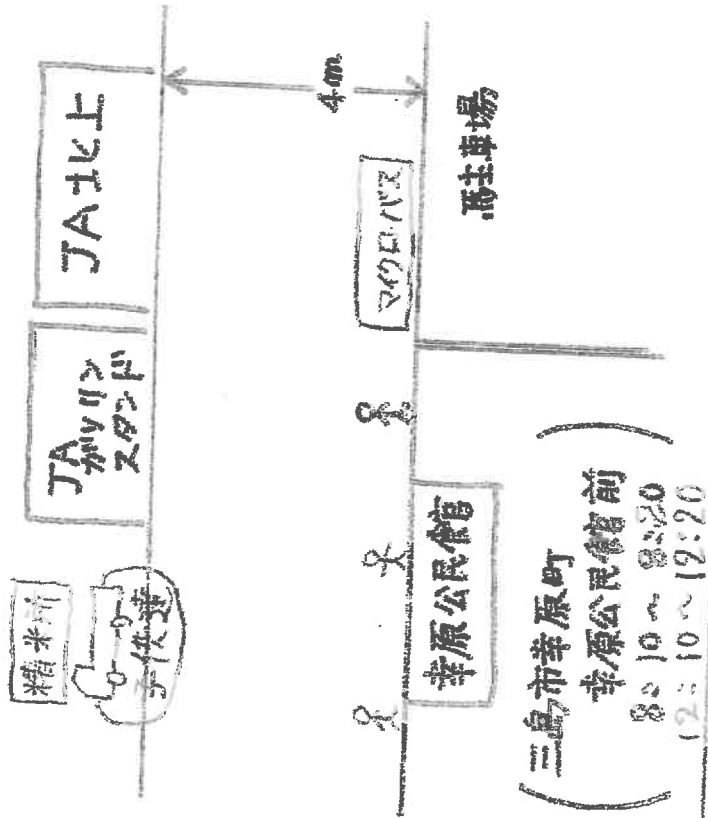 JA北上
JA
ガソリン
スタンド
精米所
子供達
4m
マイクロバス
駐車場
幸原公民館
三島市幸原町
幸原公民館前
8:10～8:20
12:10～12:20